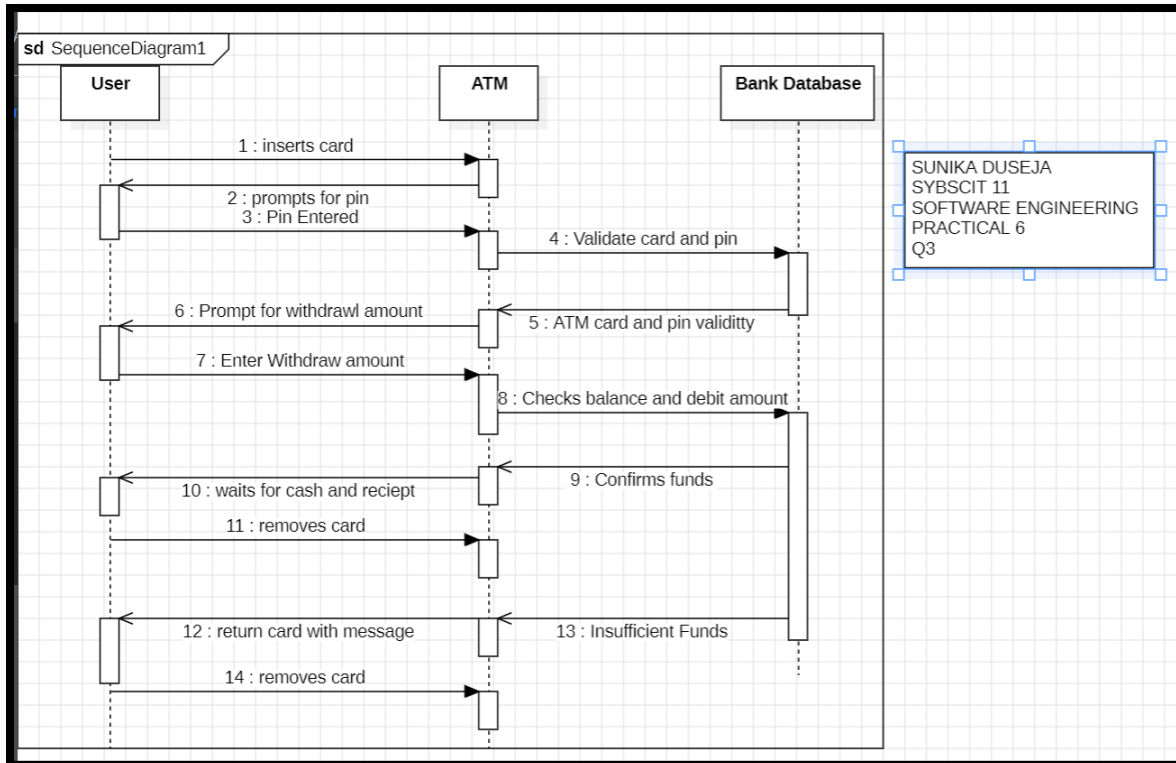 sd SequenceDiagram1
User
ATM
Bank Database
1 : inserts card
2 : prompts for pin
3 : Pin Entered
4 : Validate card and pin
6 : Prompt for withdrawl amount
5 : ATM card and pin validitty
7 : Enter Withdraw amount
8 : Checks balance and debit amount
9 : Confirms funds
10 : waits for cash and reciept
11 : removes card
12 : return card with message
13 : Insufficient Funds
14 : removes card
SUNIKA DUSEJA
SYBSCIT 11
SOFTWARE ENGINEERING
PRACTICAL 6
Q3